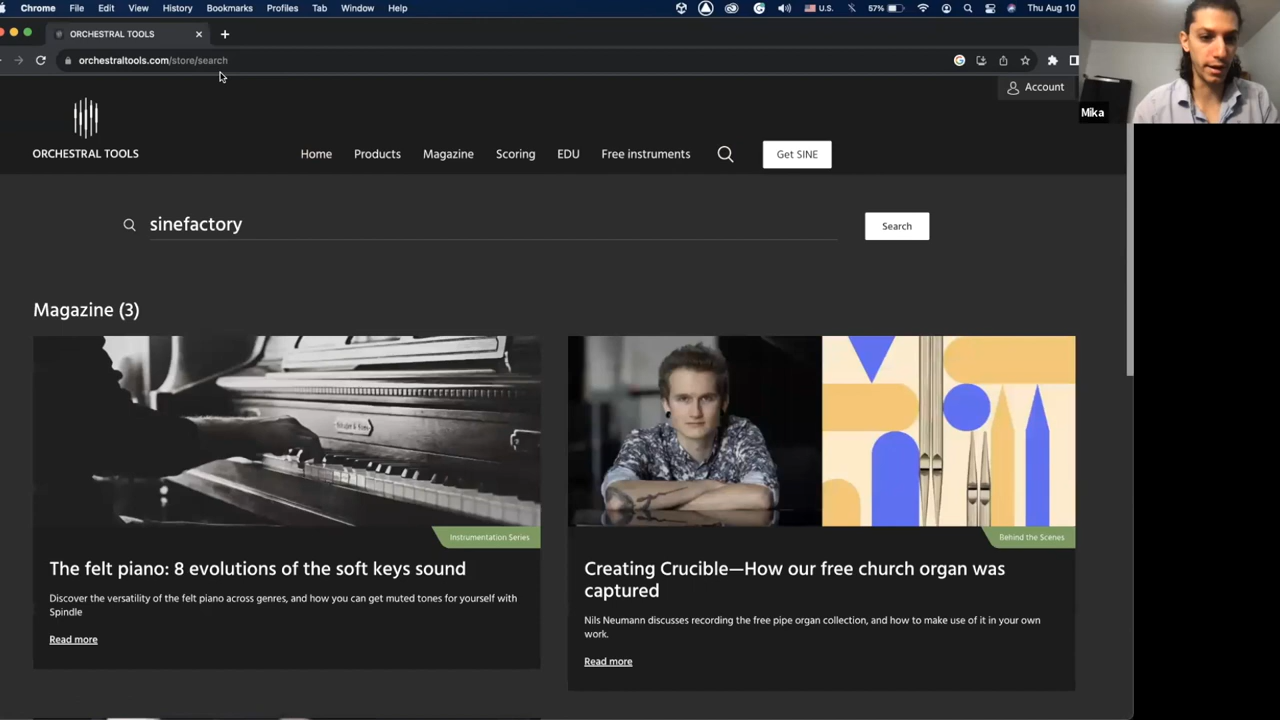 Chrome File Edit View History Bookmarks Profiles Tab Window Help U.S. 57% Thu Aug 10
ORCHESTRAL TOOLS
orchestraltools.com/store/search
Account
Mika
ORCHESTRAL TOOLS
Home Products Magazine Scoring EDU Free instruments Get SINE
sinefactory Search
Magazine (3)
Instrumentation Series
The felt piano: 8 evolutions of the soft keys sound
Discover the versatility of the felt piano across genres, and how you can get muted tones for yourself with
Spindle
Read more
Behind the Scenes
Creating Crucible—How our free church organ was
captured
Nils Neumann discusses recording the free pipe organ collection, and how to make use of it in your own
work.
Read more